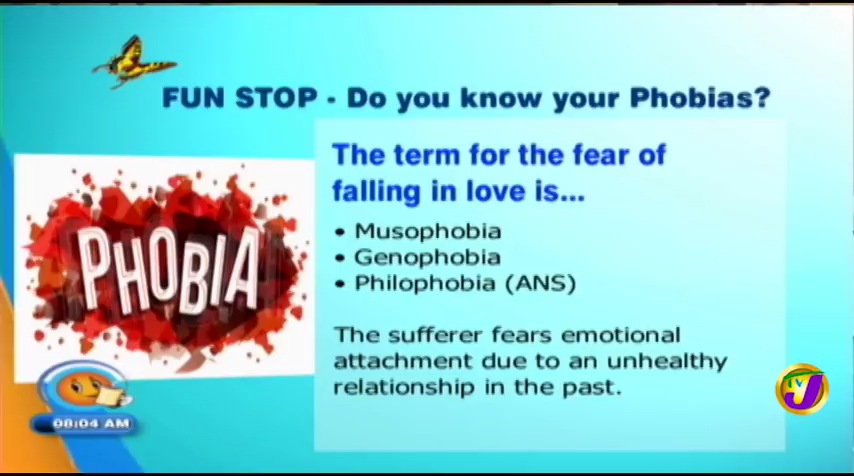 FUN STOP - Do you know your Phobias?
The term for the fear of
falling in love is...
• Musophobia
• Genophobia
• Philophobia (ANS)
The sufferer fears emotional
attachment due to an unhealthy
relationship in the past.
PHOBIA
08:04 AM
TVJ